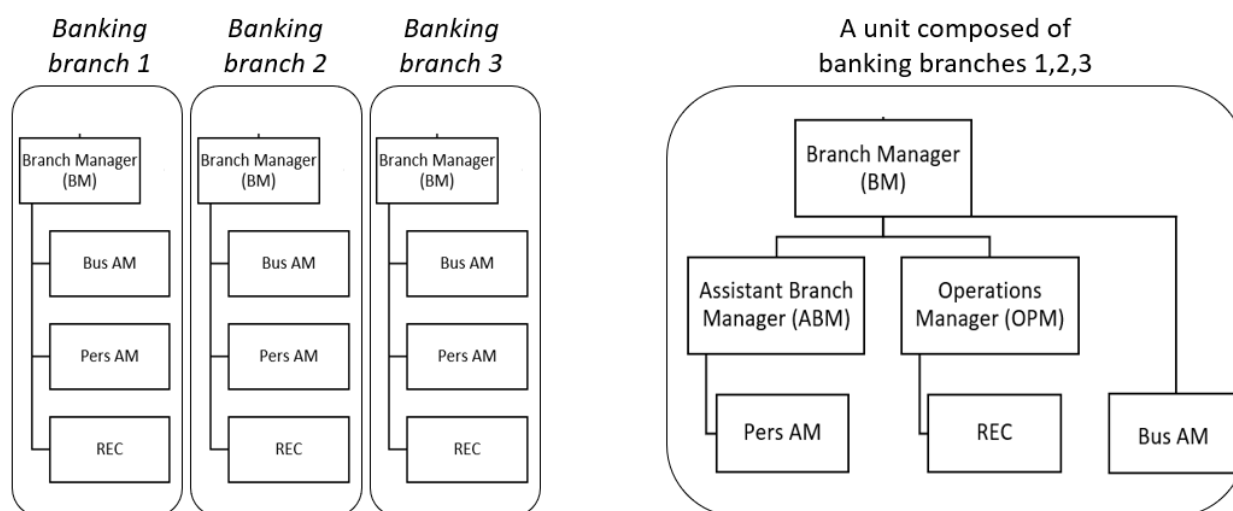 Banking
branch 1
Banking
branch 2
Banking
branch 3
A unit composed of
banking branches 1,2,3
Branch Manager
(BM)
Bus AM
Pers AM
REC
Branch Manager
(BM)
Bus AM
Pers AM
REC
Branch Manager
(BM)
Bus AM
Pers AM
REC
Branch Manager
(BM)
Assistant Branch
Manager (ABM)
Operations
Manager (OPM)
Pers AM
REC
Bus AM